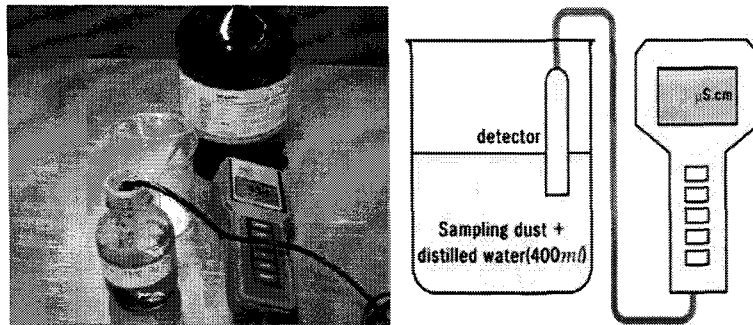 μS.cm
detector
Sampling dust +
distilled water(400ml)